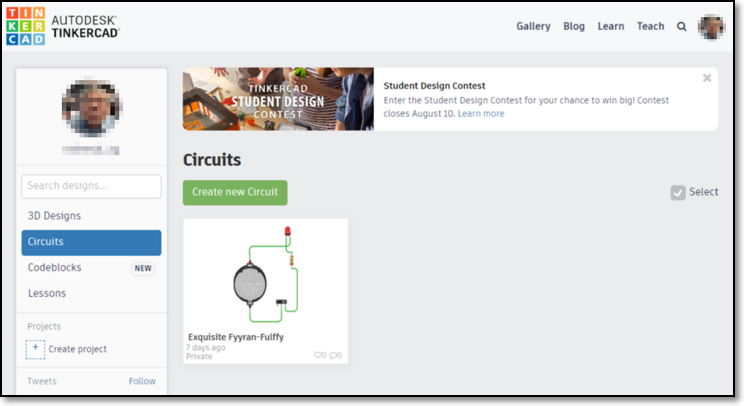 TIN
KER
CAD
AUTODESK®
TINKERCAD®
Gallery
Blog
Learn
Teach
Search designs...
3D Designs
Circuits
Codeblocks
NEW
Lessons
Projects
+ Create project
Tweets
Follow
TINKERCAD
STUDENT DESIGN
CONTEST
Student Design Contest
Enter the Student Design Contest for your chance to win big! Contest
closes August 10. Learn more
Circuits
Create new Circuit
Select
Exquisite Fyyran-Fulffy
7 days ago
Private
0 0